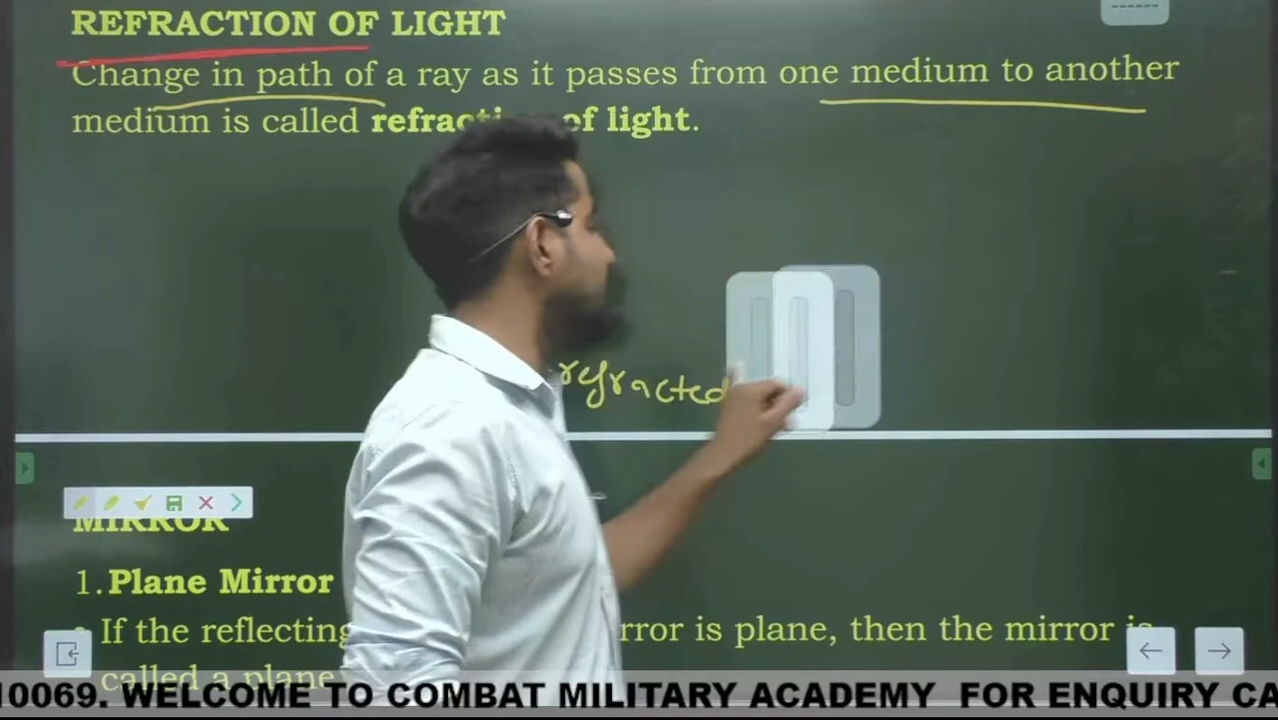 REFRACTION OF LIGHT
Change in path of a ray as it passes from one medium to another
medium is called refracti of light.
refracted
MIRROR
1. Plane Mirror
• If the reflecting rror is plane, then the mirror is
called a plane
10069. WELCOME TO COMBAT MILITARY ACADEMY FOR ENQUIRY CA